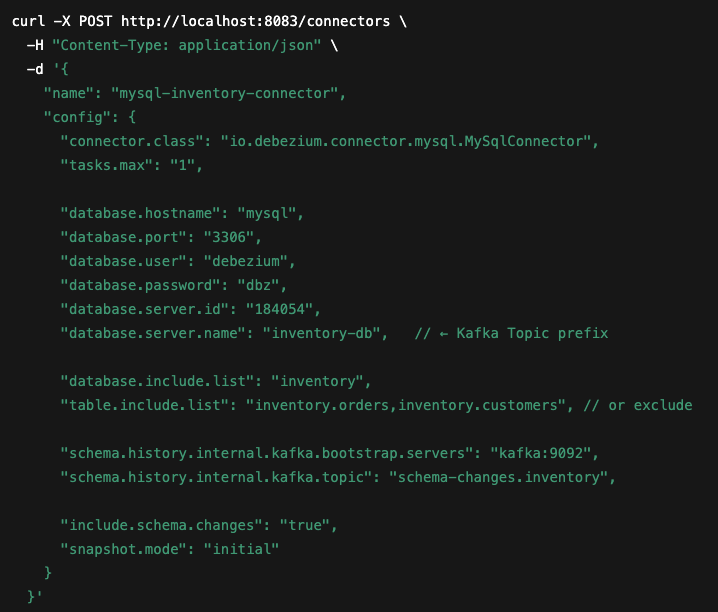 curl -X POST http://localhost:8083/connectors \
  -H "Content-Type: application/json" \
  -d '{
    "name": "mysql-inventory-connector",
    "config": {
      "connector.class": "io.debezium.connector.mysql.MySqlConnector",
      "tasks.max": "1",

      "database.hostname": "mysql",
      "database.port": "3306",
      "database.user": "debezium",
      "database.password": "dbz",
      "database.server.id": "184054",
      "database.server.name": "inventory-db",   // ← Kafka Topic prefix

      "database.include.list": "inventory",
      "table.include.list": "inventory.orders,inventory.customers", // or exclude

      "schema.history.internal.kafka.bootstrap.servers": "kafka:9092",
      "schema.history.internal.kafka.topic": "schema-changes.inventory",

      "include.schema.changes": "true",
      "snapshot.mode": "initial"
    }
  }'